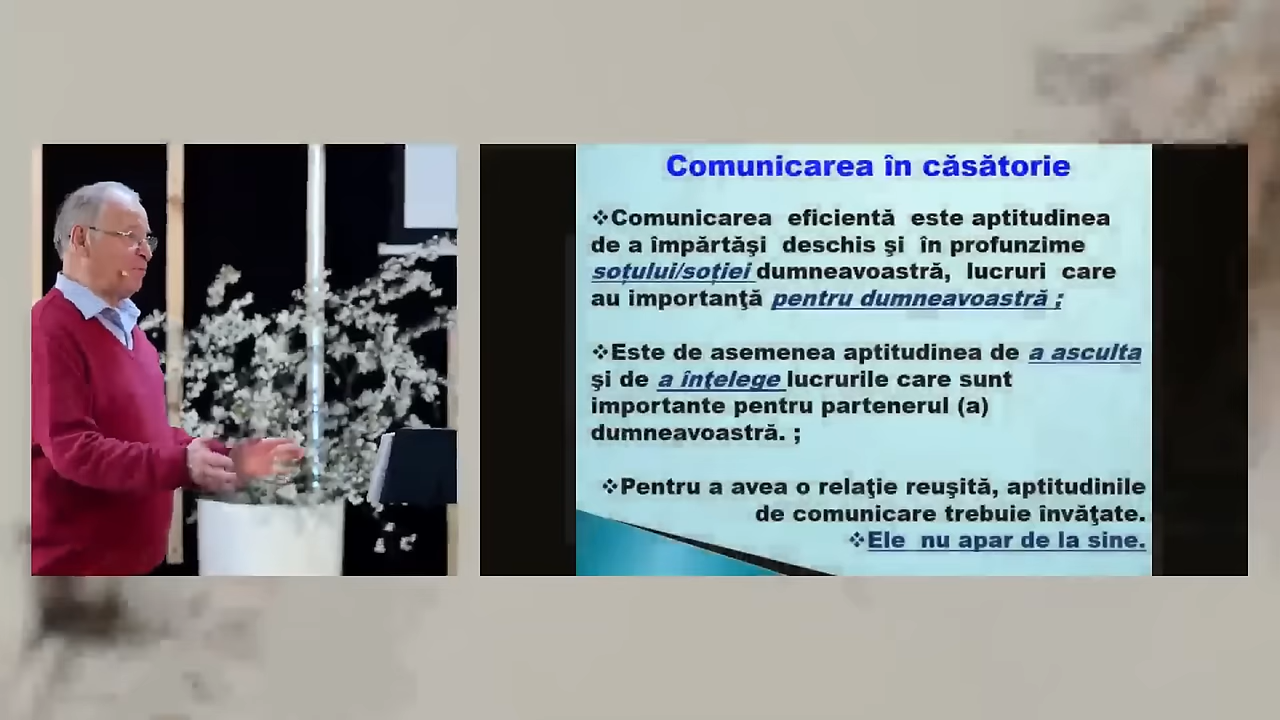 Comunicarea în căsătorie
❖Comunicarea eficientă este aptitudinea
de a împărtăşi deschis şi în profunzime
soțului/soției dumneavoastră, lucruri care
au importanţă pentru dumneavoastră ;
❖Este de asemenea aptitudinea de a asculta
şi de a înţelege lucrurile care sunt
importante pentru partenerul (a)
dumneavoastră. ;
❖Pentru a avea o relaţie reuşită, aptitudinile
de comunicare trebuie învăţate.
❖Ele nu apar de la sine.